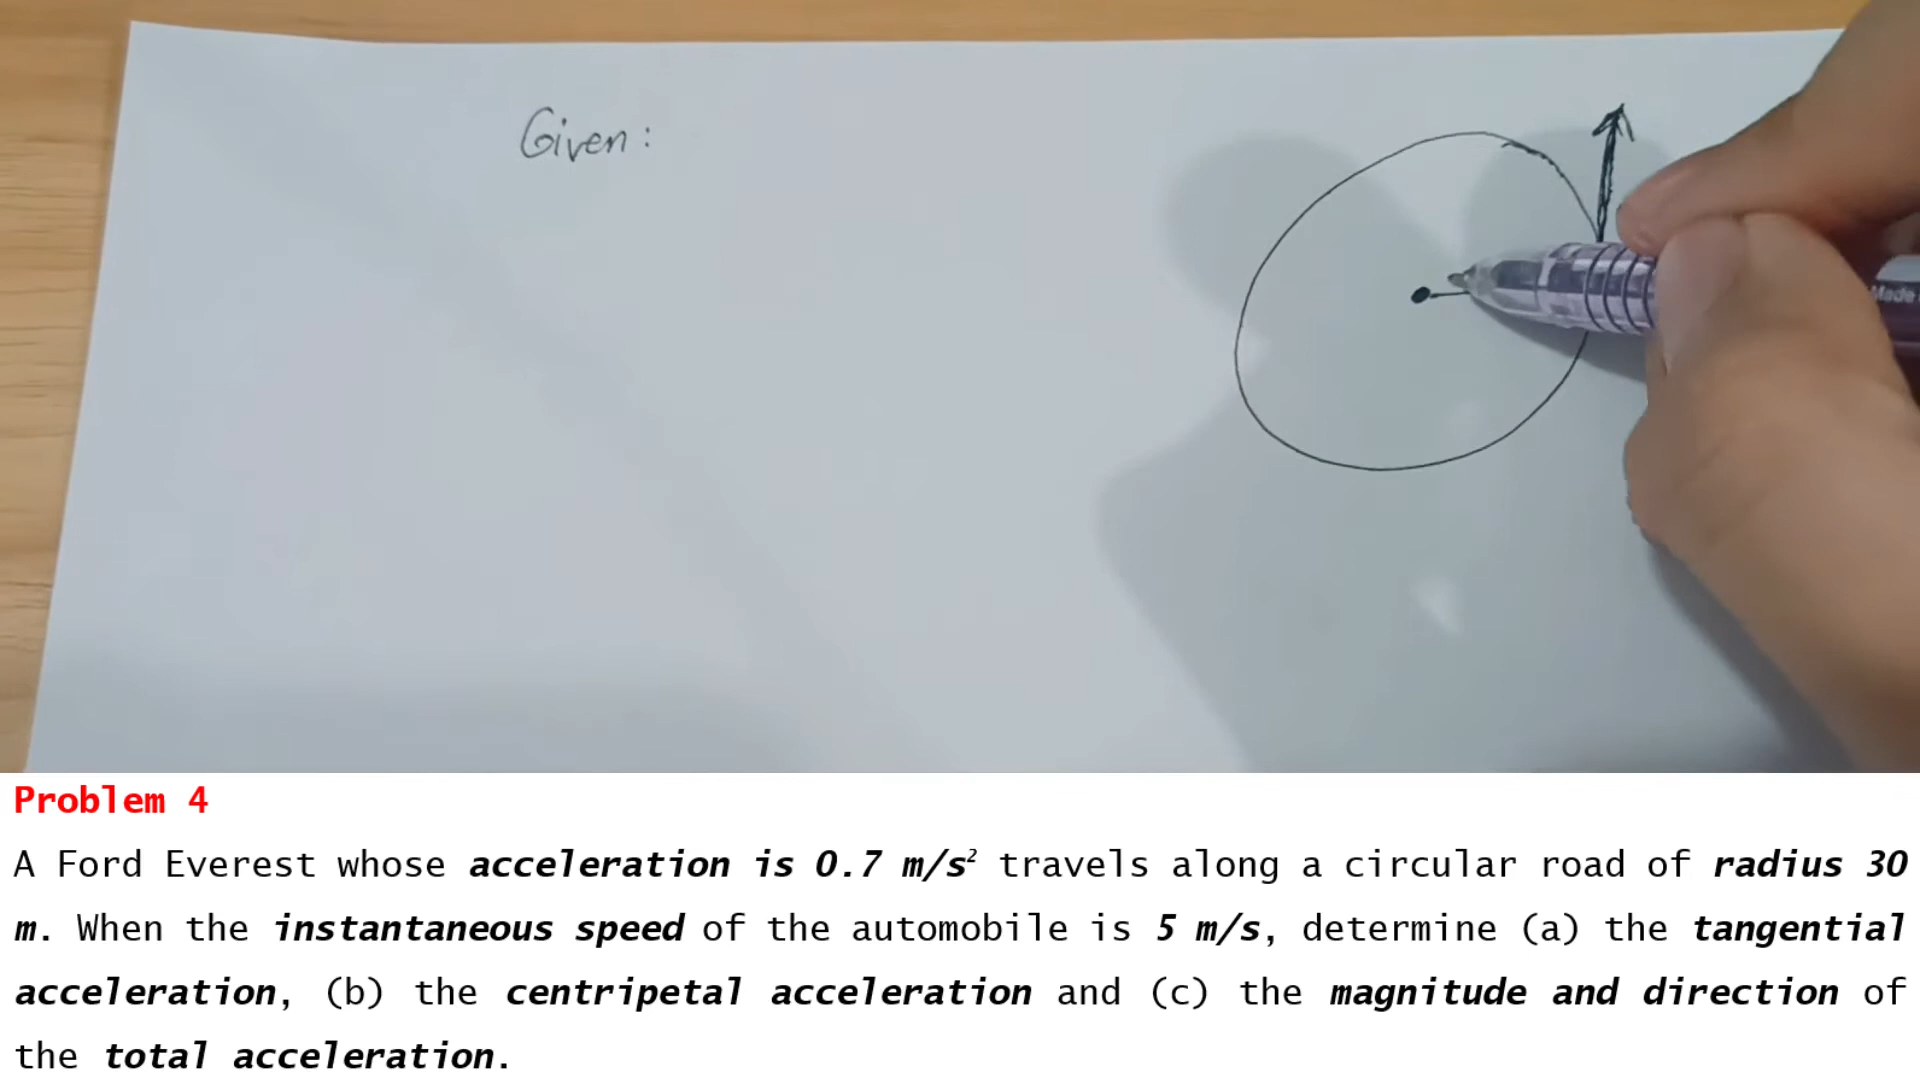 Given:
Made
Problem 4
A Ford Everest whose acceleration is 0.7 m/s² travels along a circular road of radius 30
m. When the instantaneous speed of the automobile is 5 m/s, determine (a) the tangential
acceleration, (b) the centripetal acceleration and (c) the magnitude and direction of
the total acceleration.